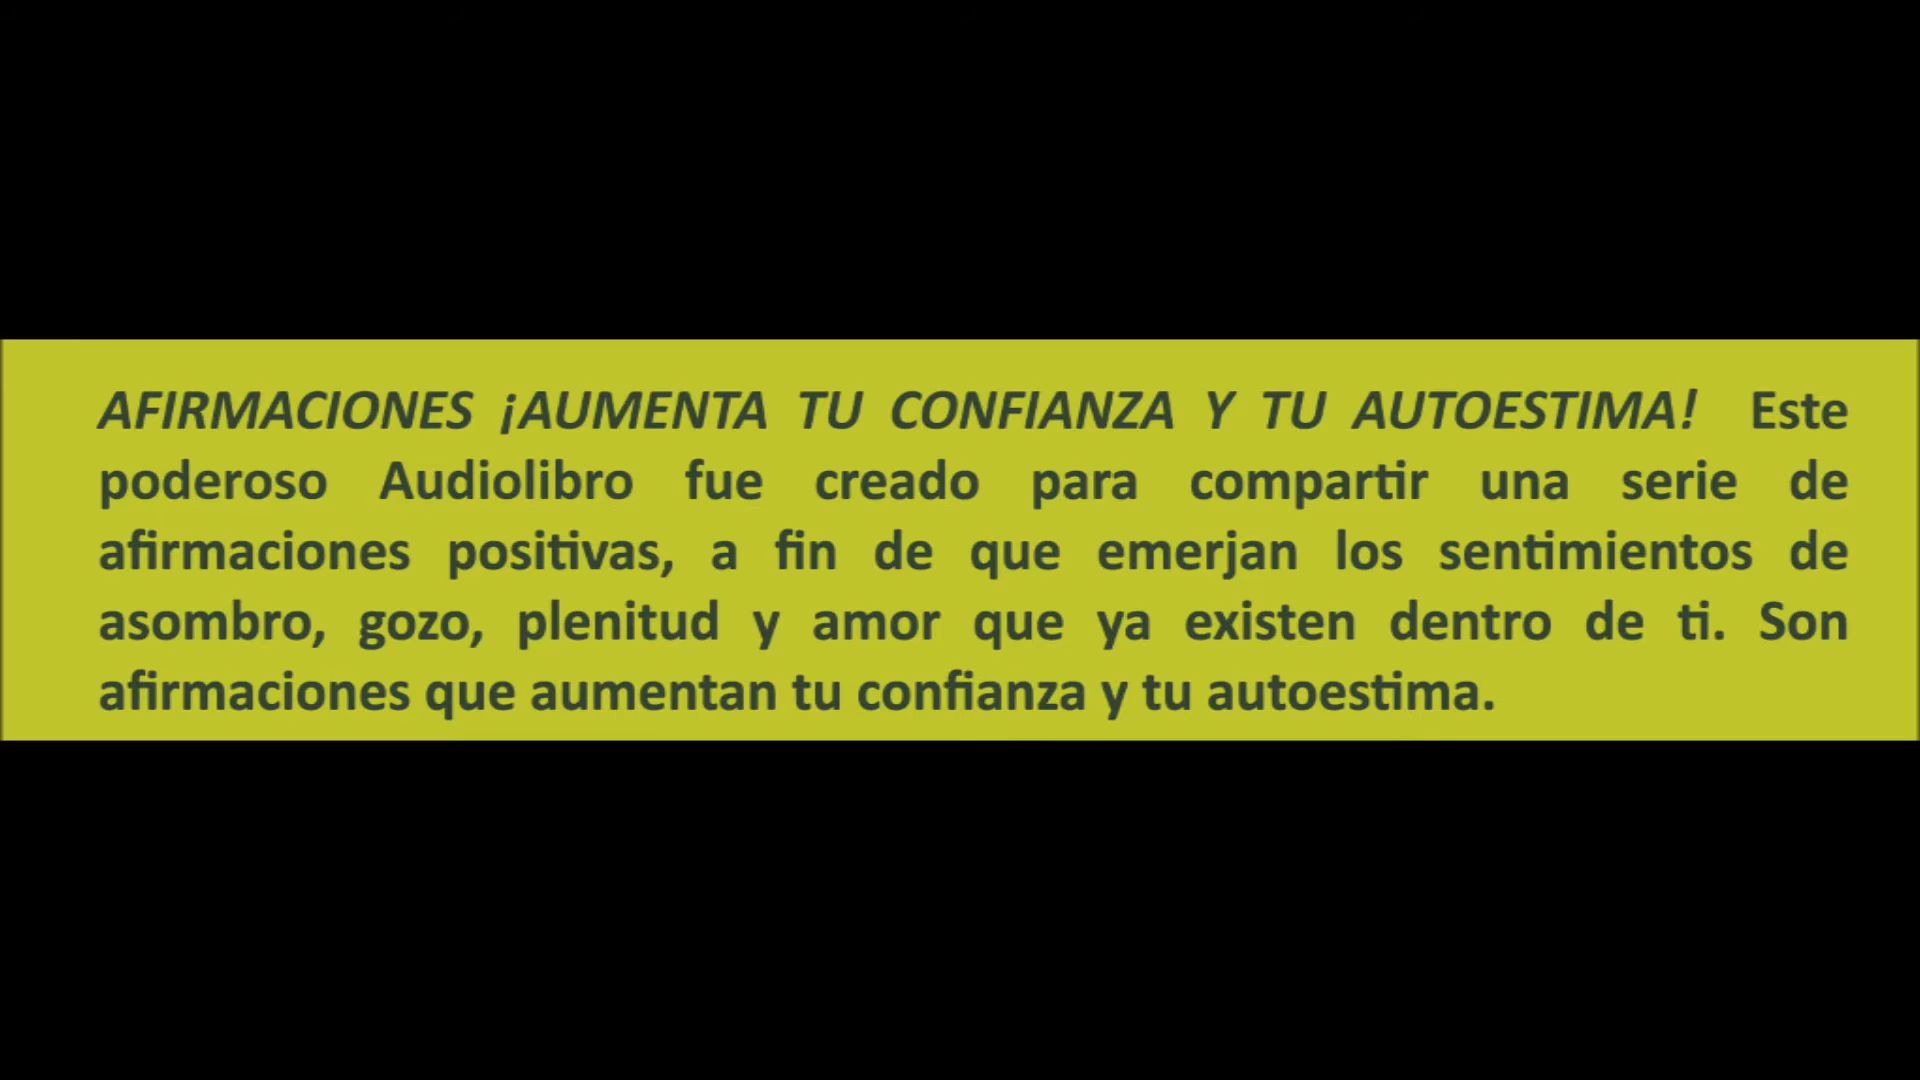 AFIRMACIONES ¡AUMENTA TU CONFIANZA Y TU AUTOESTIMA! Este
poderoso Audiolibro fue creado para compartir una serie de
afirmaciones positivas, a fin de que emerjan los sentimientos de
asombro, gozo, plenitud y amor que ya existen dentro de ti. Son
afirmaciones que aumentan tu confianza y tu autoestima.